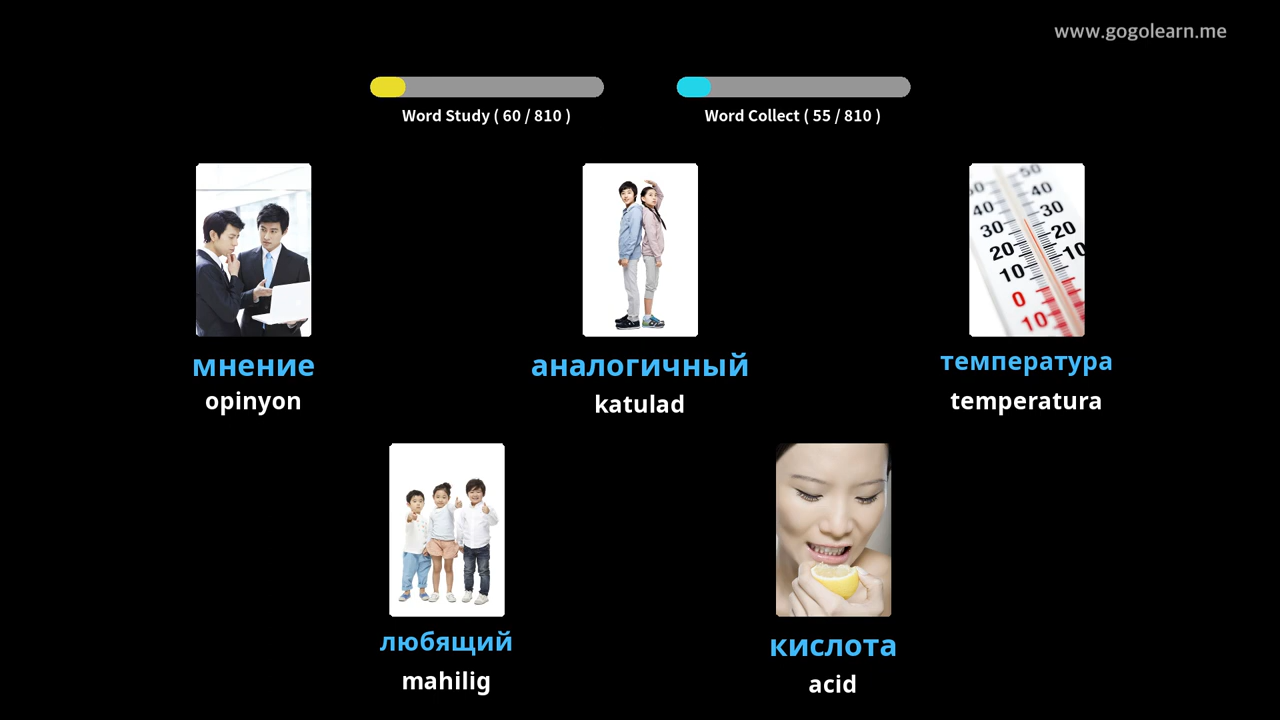 www.gogolearn.me
Word Study ( 60 / 810 )
Word Collect ( 55 / 810 )
мнение
opinyon
аналогичный
katulad
температура
temperatura
любящий
mahilig
кислота
acid